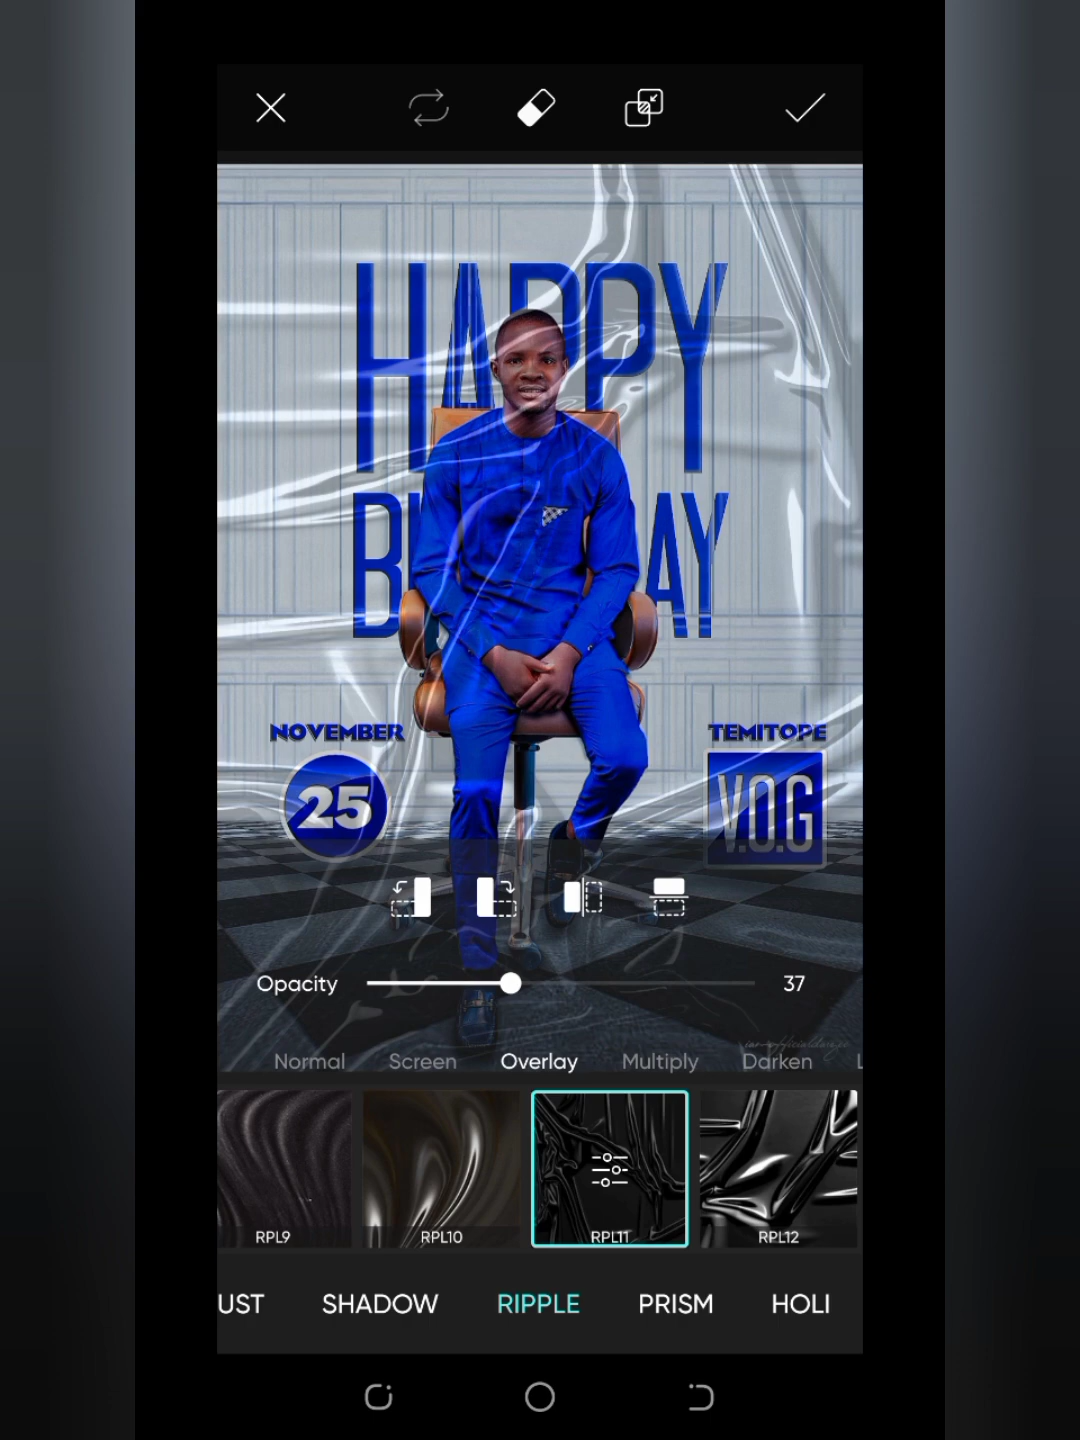 HAPPY
B AY
NOVEMBER
25
TEMITOPE
V.O.G
Opacity 37
Normal Screen Overlay Multiply Darken L
RPL9 RPL10 RPL11 RPL12
UST SHADOW RIPPLE PRISM HOLI